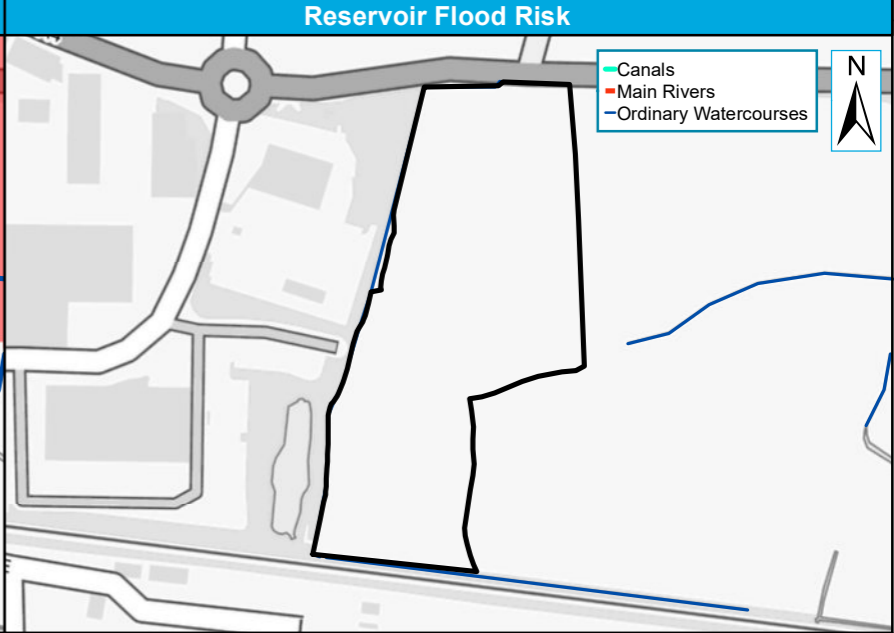 Reservoir Flood Risk
Canals
Main Rivers
Ordinary Watercourses
N